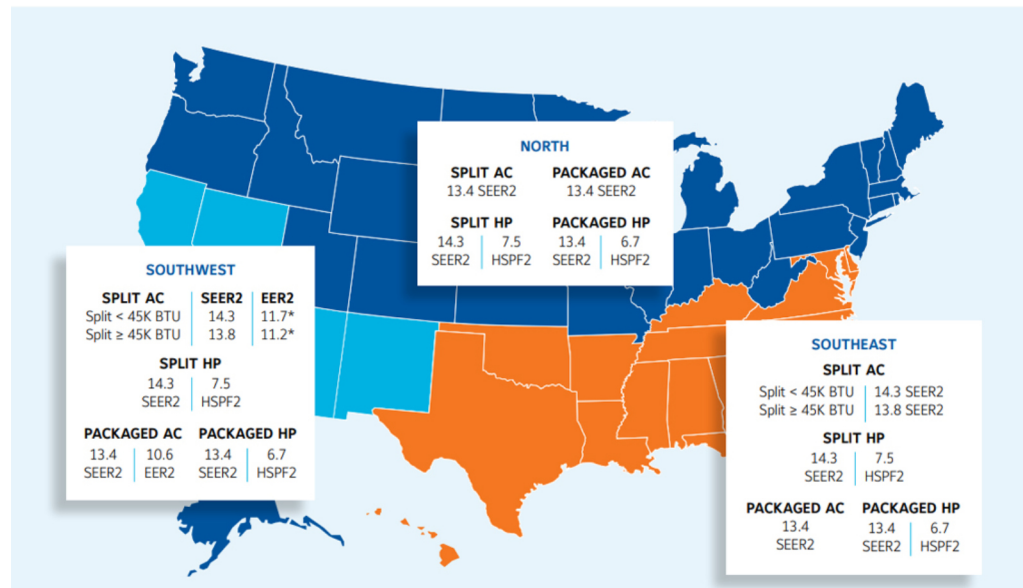 NORTH
SPLIT AC PACKAGED AC
13.4 SEER2 13.4 SEER2
SPLIT HP PACKAGED HP
14.3 7.5 13.4 6.7
SEER2 HSPF2 SEER2 HSPF2
SOUTHWEST
SPLIT AC SEER2 EER2
Split < 45K BTU 14.3 11.7*
Split ≥ 45K BTU 13.8 11.2*
SPLIT HP
14.3 7.5
SEER2 HSPF2
PACKAGED AC PACKAGED HP
13.4 10.6 13.4 6.7
SEER2 EER2 SEER2 HSPF2
SOUTHEAST
SPLIT AC
Split < 45K BTU 14.3 SEER2
Split ≥ 45K BTU 13.8 SEER2
SPLIT HP
14.3 7.5
SEER2 HSPF2
PACKAGED AC PACKAGED HP
13.4 13.4 6.7
SEER2 SEER2 HSPF2